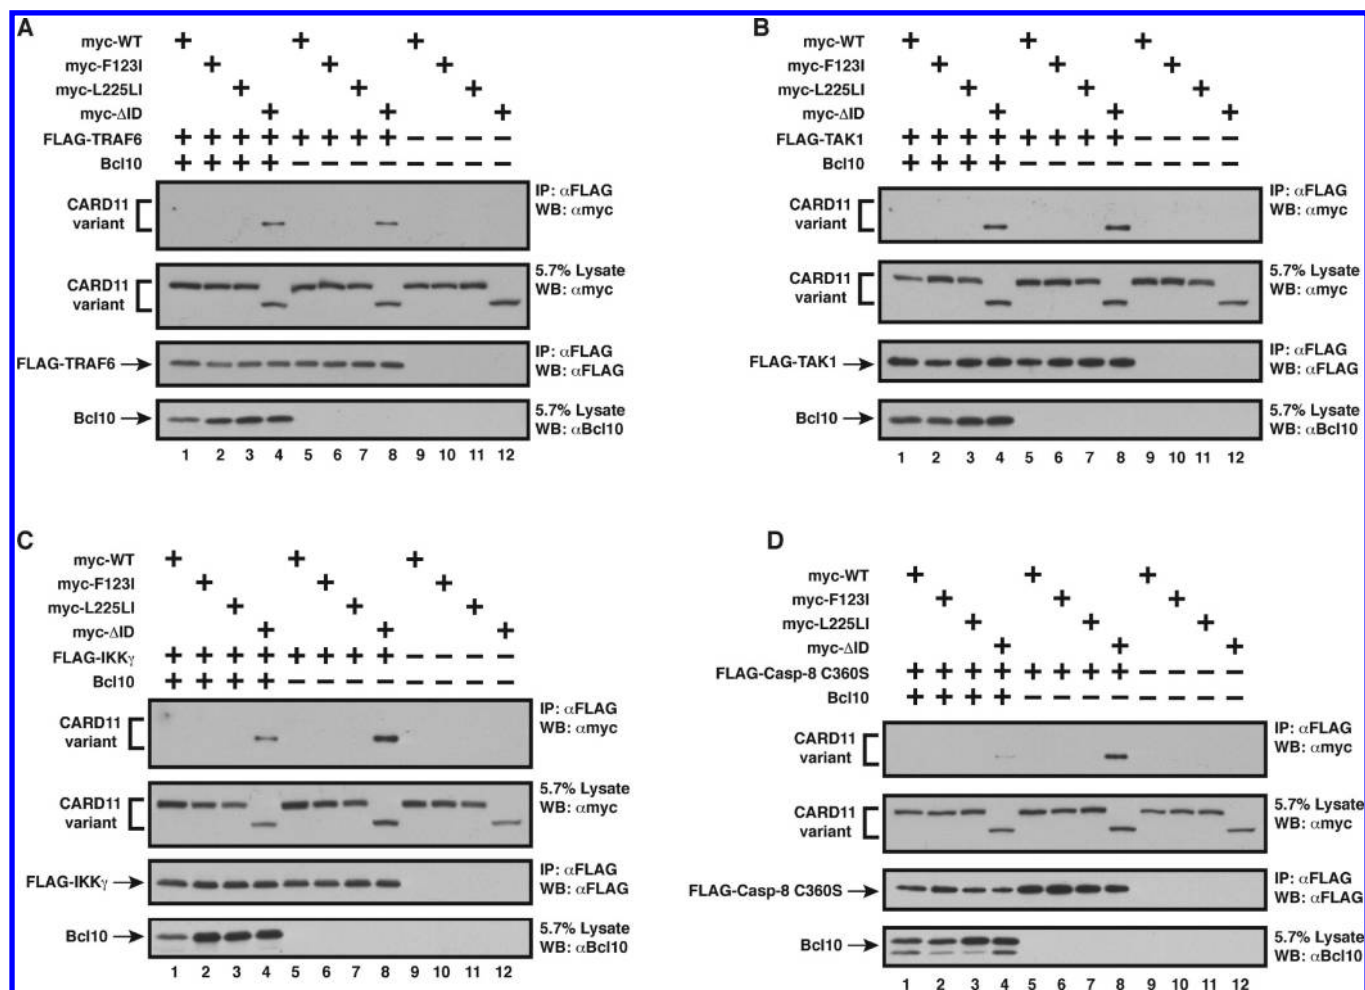 A
myc-WT + + +
myc-F123I + + +
myc-L225LI + + +
myc-ΔID + + +
FLAG-TRAF6 + + + + + + + + − − − −
Bcl10 + + + + − − − − − − − −
CARD11 variant
IP: αFLAG
WB: αmyc
CARD11 variant
5.7% Lysate
WB: αmyc
FLAG-TRAF6
IP: αFLAG
WB: αFLAG
Bcl10
5.7% Lysate
WB: αBcl10
1 2 3 4 5 6 7 8 9 10 11 12
B
myc-WT + + +
myc-F123I + + +
myc-L225LI + + +
myc-ΔID + + +
FLAG-TAK1 + + + + + + + + − − − −
Bcl10 + + + + − − − − − − − −
CARD11 variant
IP: αFLAG
WB: αmyc
CARD11 variant
5.7% Lysate
WB: αmyc
FLAG-TAK1
IP: αFLAG
WB: αFLAG
Bcl10
5.7% Lysate
WB: αBcl10
1 2 3 4 5 6 7 8 9 10 11 12
C
myc-WT + + +
myc-F123I + + +
myc-L225LI + + +
myc-ΔID + + +
FLAG-IKKγ + + + + + + + + − − − −
Bcl10 + + + + − − − − − − − −
CARD11 variant
IP: αFLAG
WB: αmyc
CARD11 variant
5.7% Lysate
WB: αmyc
FLAG-IKKγ
IP: αFLAG
WB: αFLAG
Bcl10
5.7% Lysate
WB: αBcl10
1 2 3 4 5 6 7 8 9 10 11 12
D
myc-WT + + +
myc-F123I + + +
myc-L225LI + + +
myc-ΔID + + +
FLAG-Casp-8 C360S + + + + + + + + − − − −
Bcl10 + + + + − − − − − − − −
CARD11 variant
IP: αFLAG
WB: αmyc
CARD11 variant
5.7% Lysate
WB: αmyc
FLAG-Casp-8 C360S
IP: αFLAG
WB: αFLAG
Bcl10
5.7% Lysate
WB: αBcl10
1 2 3 4 5 6 7 8 9 10 11 12